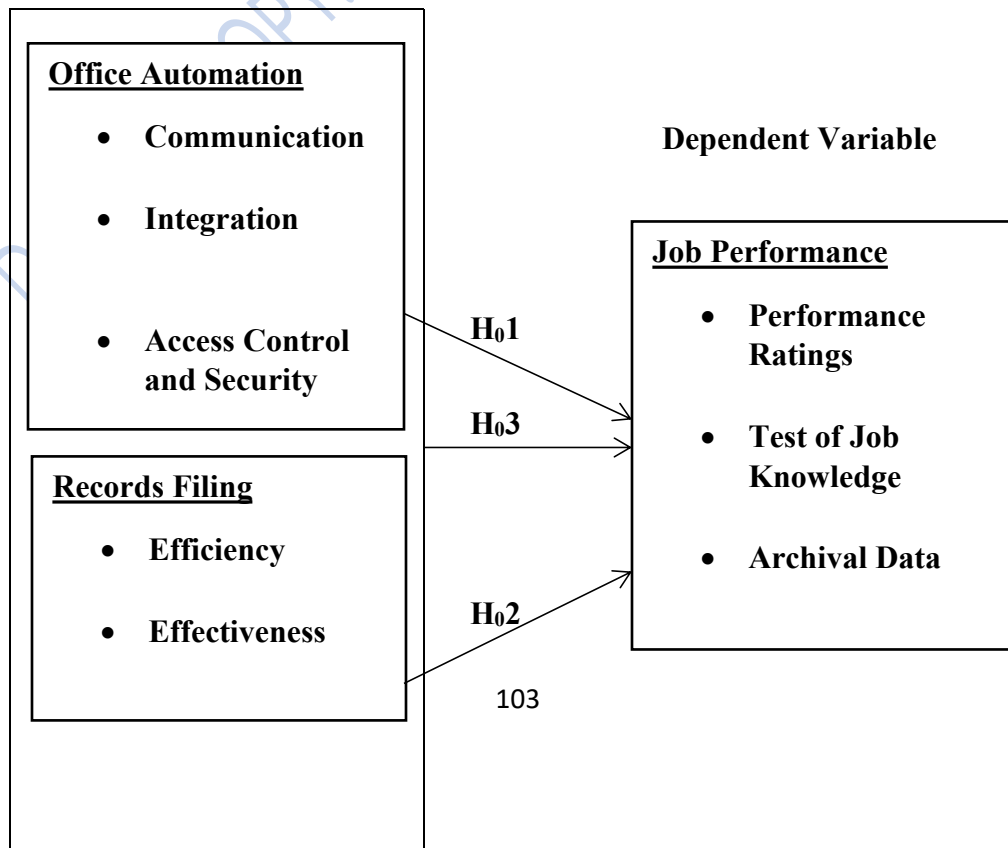 Office Automation
• Communication
• Integration
• Access Control
and Security
Records Filing
• Efficiency
• Effectiveness
H₀1
H₀3
H₀2
Dependent Variable
Job Performance
• Performance
Ratings
• Test of Job
Knowledge
• Archival Data
103